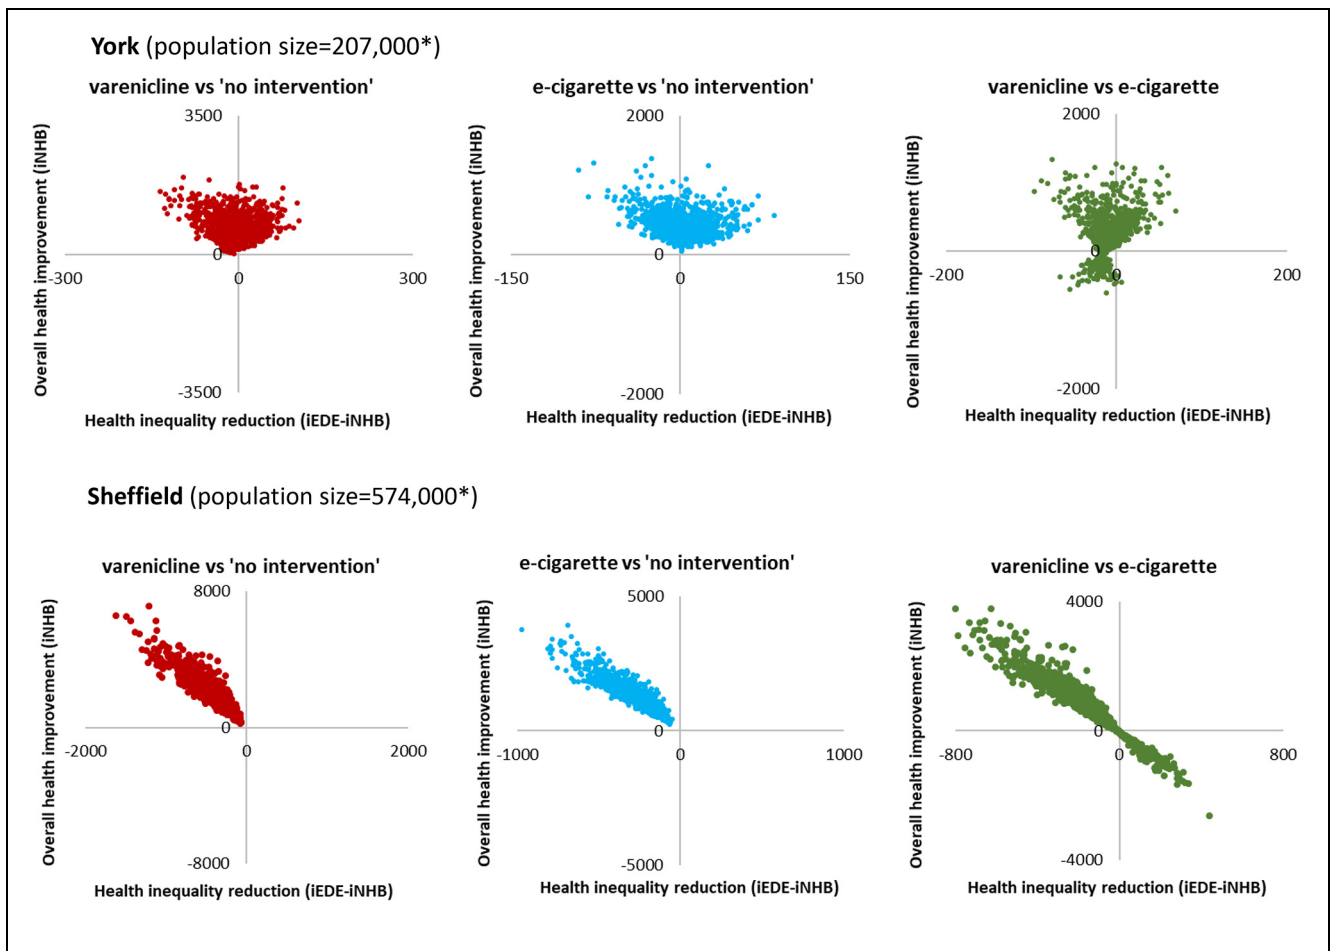 York (population size=207,000*)
varenicline vs 'no intervention'
3500
Overall health improvement (iNHB)
0
-300
0
300
-3500
Health inequality reduction (iEDE-iNHB)
e-cigarette vs 'no intervention'
2000
Overall health improvement (iNHB)
0
-150
0
150
-2000
Health inequality reduction (iEDE-iNHB)
varenicline vs e-cigarette
2000
Overall health improvement (iNHB)
0
-200
0
200
-2000
Health inequality reduction (iEDE-iNHB)
Sheffield (population size=574,000*)
varenicline vs 'no intervention'
8000
Overall health improvement (iNHB)
0
-2000
0
2000
-8000
Health inequality reduction (iEDE-iNHB)
e-cigarette vs 'no intervention'
5000
Overall health improvement (iNHB)
0
-1000
0
1000
-5000
Health inequality reduction (iEDE-iNHB)
varenicline vs e-cigarette
4000
Overall health improvement (iNHB)
0
-800
0
800
-4000
Health inequality reduction (iEDE-iNHB)